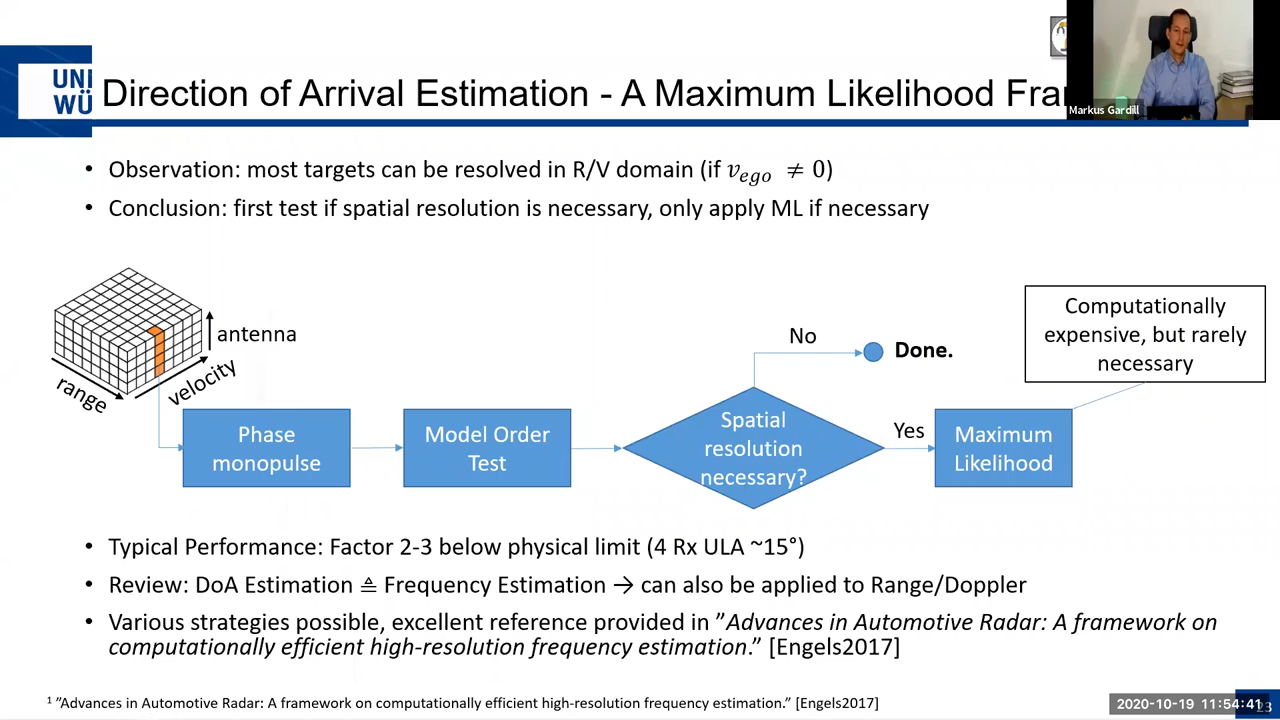 UNI
WÜ
Direction of Arrival Estimation - A Maximum Likelihood Fra
Markus Gardill
• Observation: most targets can be resolved in R/V domain (if v_ego ≠ 0)
• Conclusion: first test if spatial resolution is necessary, only apply ML if necessary
antenna
velocity
range
No
Done.
Computationally
expensive, but rarely
necessary
Phase
monopulse
Model Order
Test
Spatial
resolution
necessary?
Yes
Maximum
Likelihood
• Typical Performance: Factor 2-3 below physical limit (4 Rx ULA ~15°)
• Review: DoA Estimation ≙ Frequency Estimation → can also be applied to Range/Doppler
• Various strategies possible, excellent reference provided in ”Advances in Automotive Radar: A framework on
computationally efficient high-resolution frequency estimation.” [Engels2017]
1 ”Advances in Automotive Radar: A framework on computationally efficient high-resolution frequency estimation.” [Engels2017]
2020-10-19 11:54:41
23